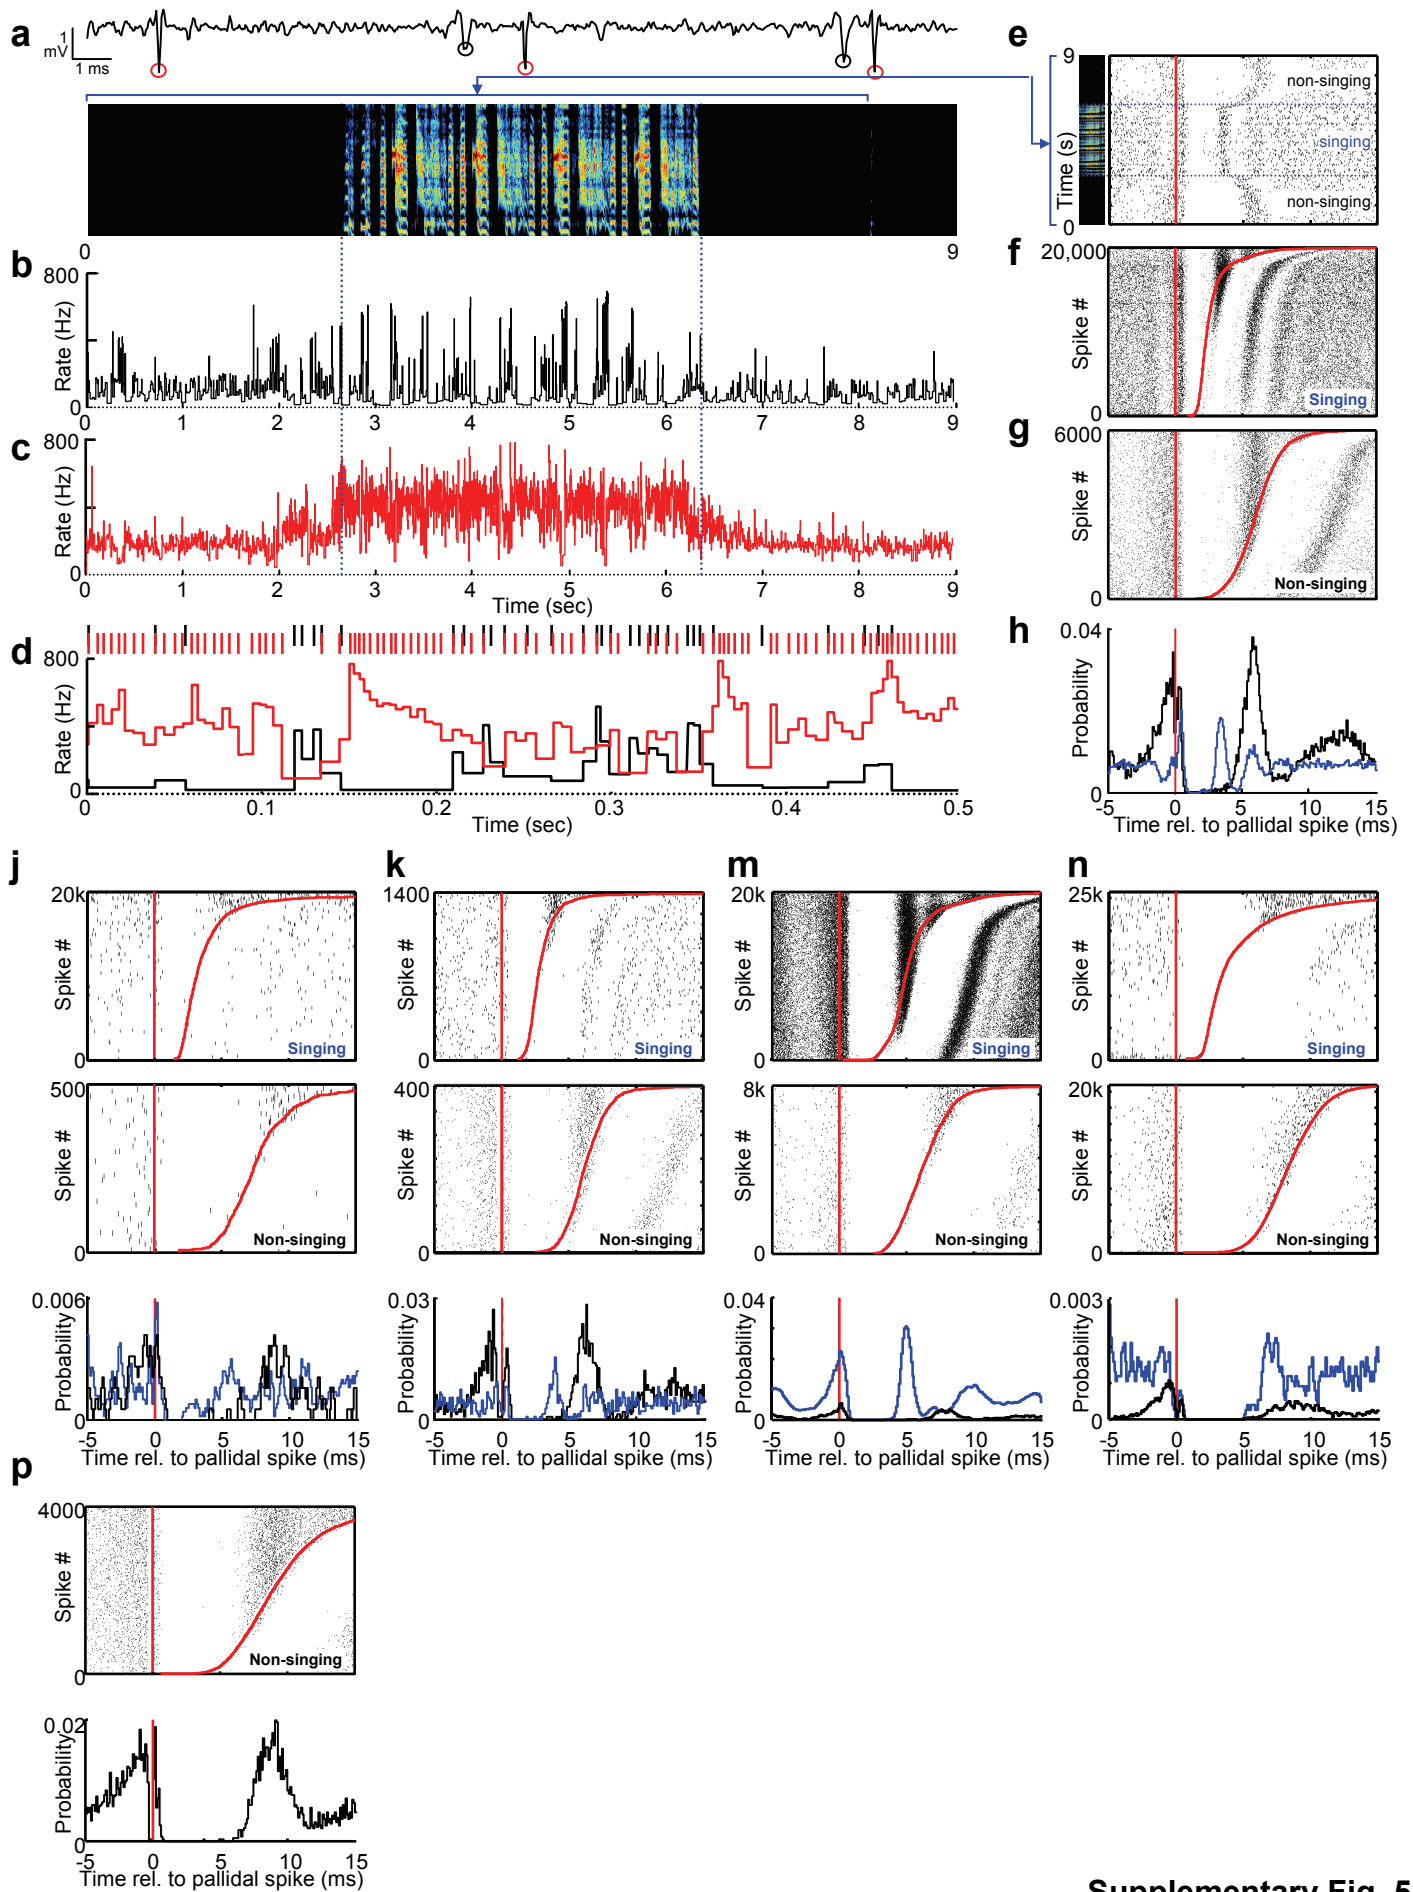 a
1
mV
1 ms
0
9
b
800
Rate (Hz)
0
0 1 2 3 4 5 6 7 8 9
c
800
Rate (Hz)
0
0 1 2 3 4 5 6 7 8 9
Time (sec)
d
800
Rate (Hz)
0
0 0.1 0.2 0.3 0.4 0.5
Time (sec)
e
9
Time (s)
0
non-singing
singing
non-singing
f
20,000
Spike #
0
Singing
g
6000
Spike #
0
Non-singing
h
0.04
Probability
0
-5 0 5 10 15
Time rel. to pallidal spike (ms)
j
20k
Spike #
0
Singing
500
Spike #
0
Non-singing
0.006
Probability
0
-5 0 5 10 15
Time rel. to pallidal spike (ms)
k
1400
Spike #
0
400
Spike #
0
Non-singing
0.03
Probability
0
-5 0 5 10 15
Time rel. to pallidal spike (ms)
m
20k
Spike #
0
Singing
8k
Spike #
0
Non-singing
0.04
Probability
0
-5 0 5 10 15
Time rel. to pallidal spike (ms)
n
25k
Spike #
0
Singing
20k
Spike #
0
Non-singing
0.003
Probability
0
-5 0 5 10 15
Time rel. to pallidal spike (ms)
p
4000
Spike #
0
Non-singing
0.02
Probability
0
-5 0 5 10 15
Time rel. to pallidal spike (ms)
Supplementary Fig. 5